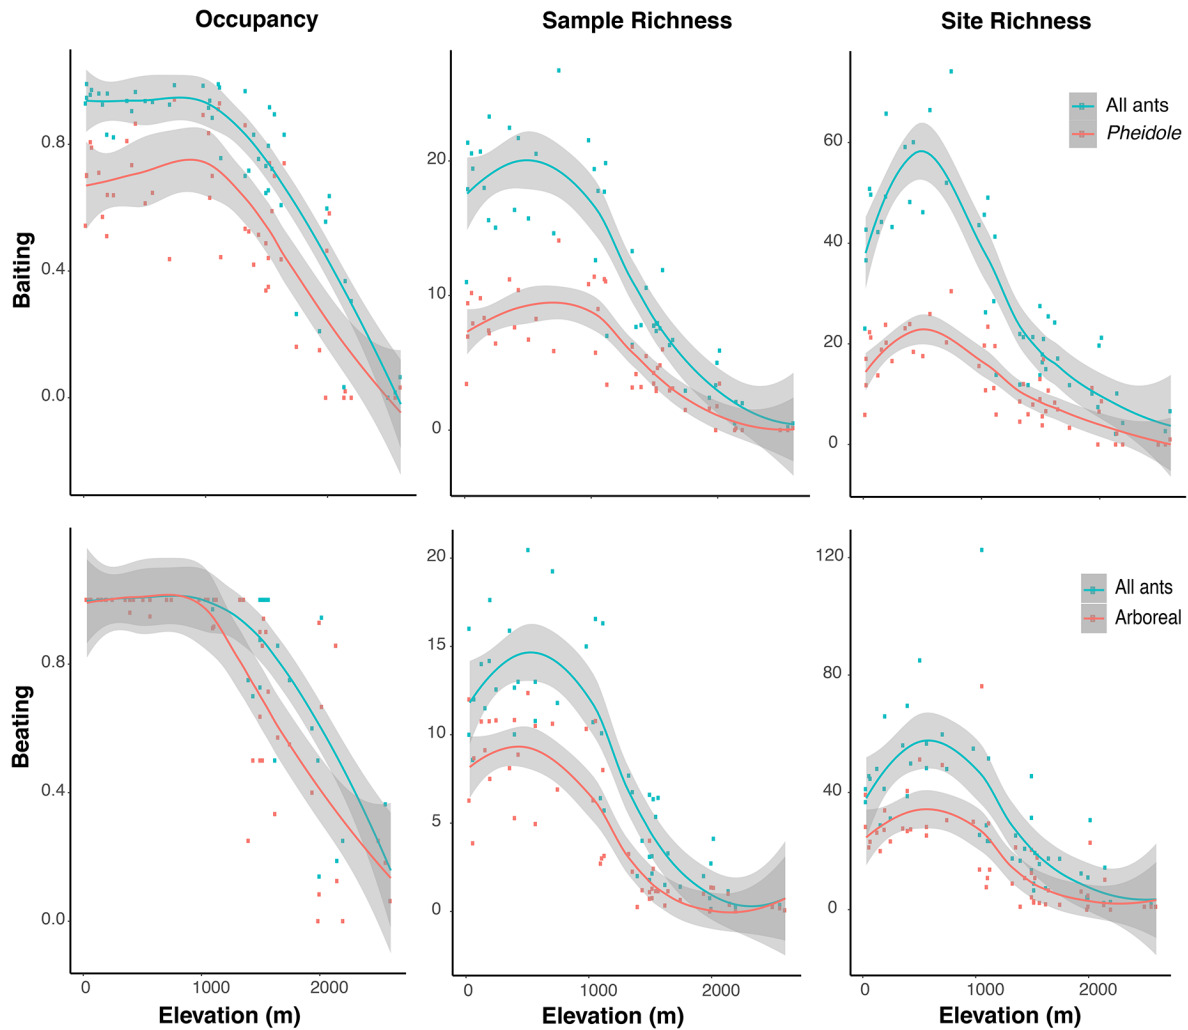 Occupancy Sample Richness Site Richness
Baiting
0.8
0.4
0.0
20
10
0
60
40
20
0
All ants
Pheidole
Beating
0.8
0.4
0.0
20
15
10
5
0
120
80
40
0
All ants
Arboreal
0 1000 2000 0 1000 2000 0 1000 2000
Elevation (m) Elevation (m) Elevation (m)